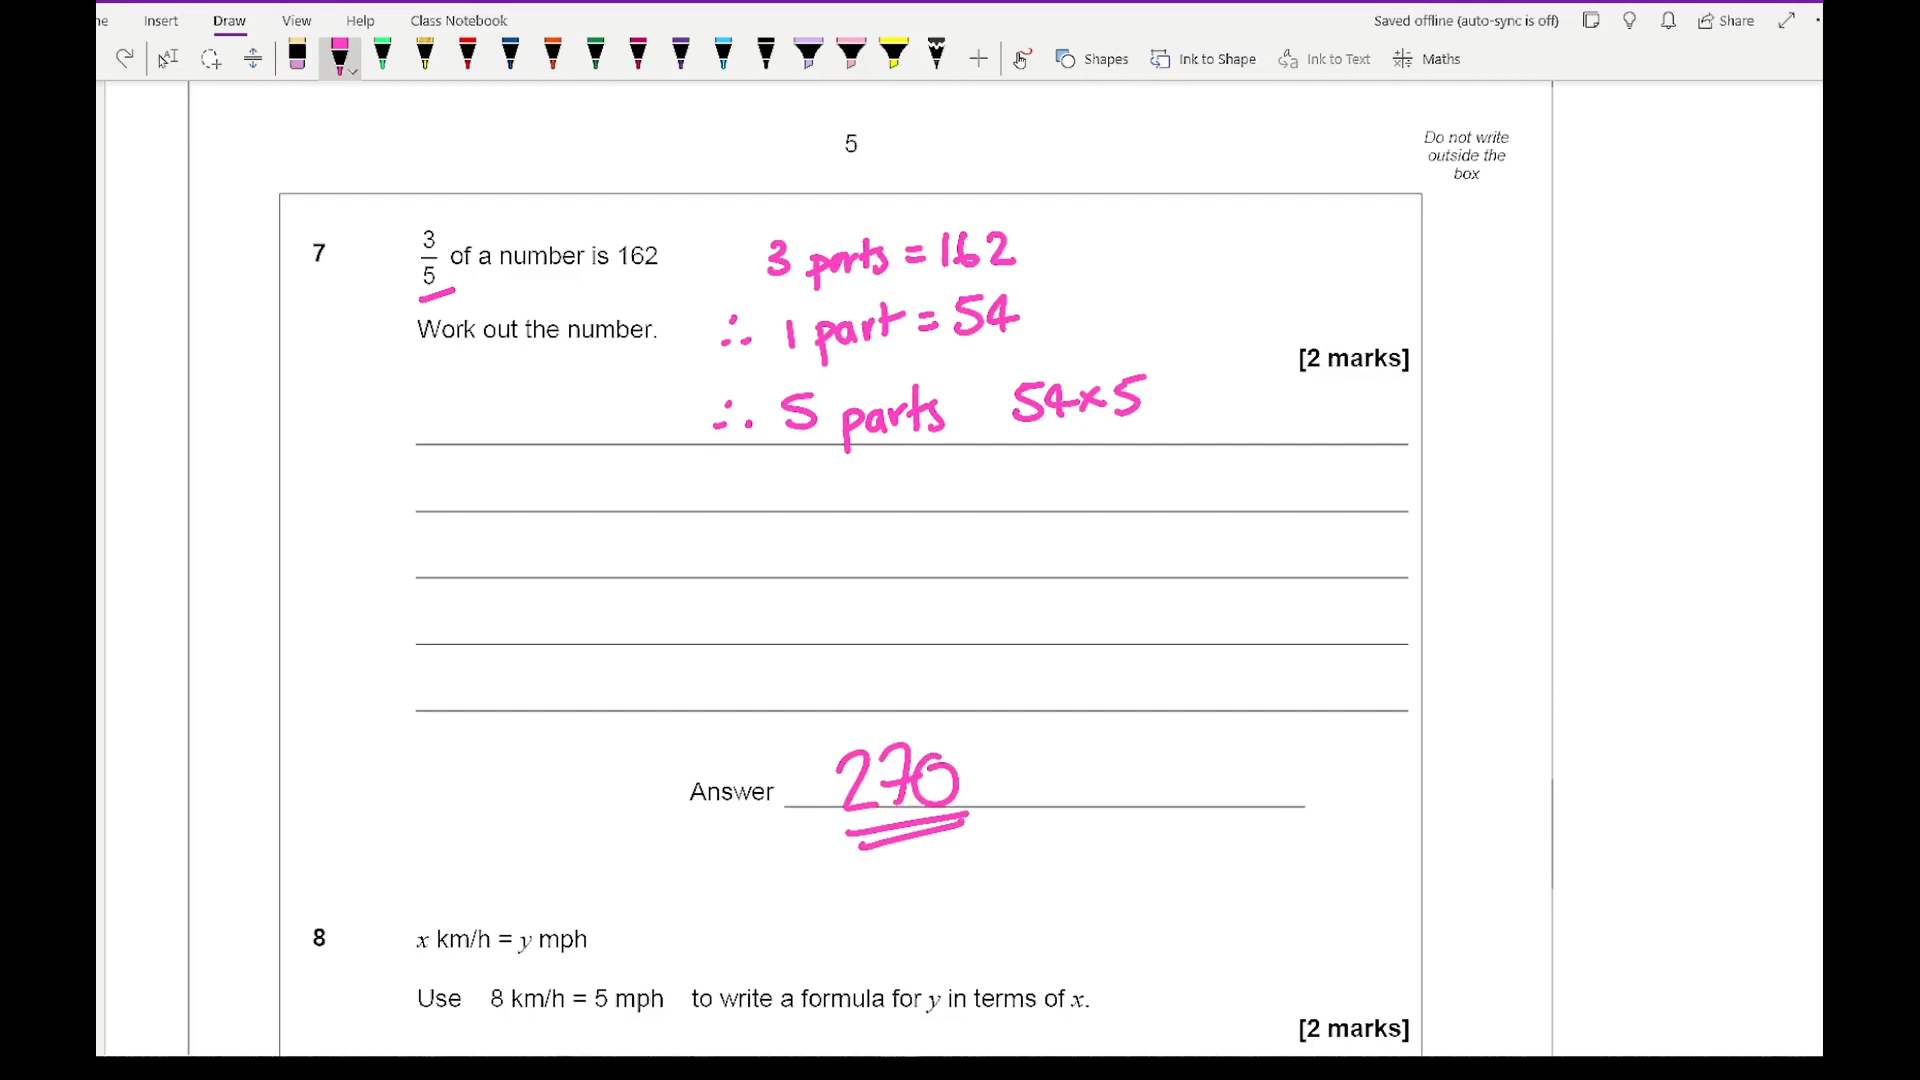 Insert Draw View Help Class Notebook Saved offline (auto-sync is off) Share
Shapes Ink to Shape Ink to Text Maths
5
Do not write
outside the
box
7
3/5 of a number is 162
3 parts = 162
Work out the number.
∴ 1 part = 54
[2 marks]
∴ 5 parts 54×5
Answer 270
8
x km/h = y mph
Use 8 km/h = 5 mph to write a formula for y in terms of x.
[2 marks]